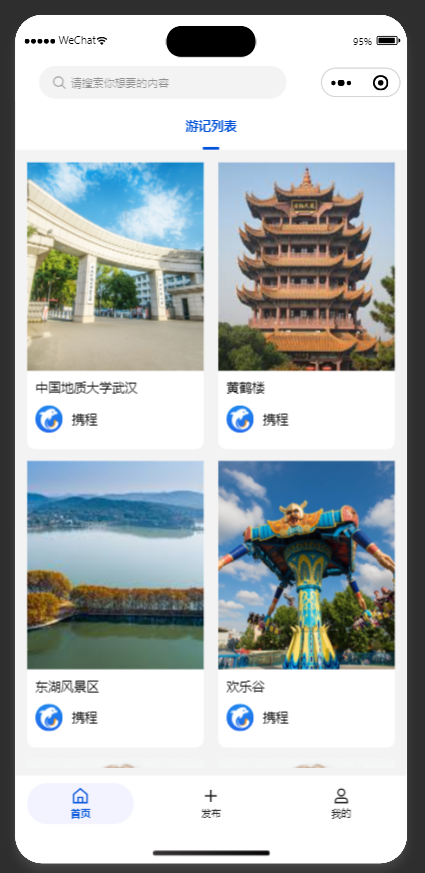 WeChat
95%
请搜索你想要的内容
游记列表
中国地质大学武汉
携程
黄鹤楼
携程
东湖风景区
携程
欢乐谷
携程
首页
发布
我的